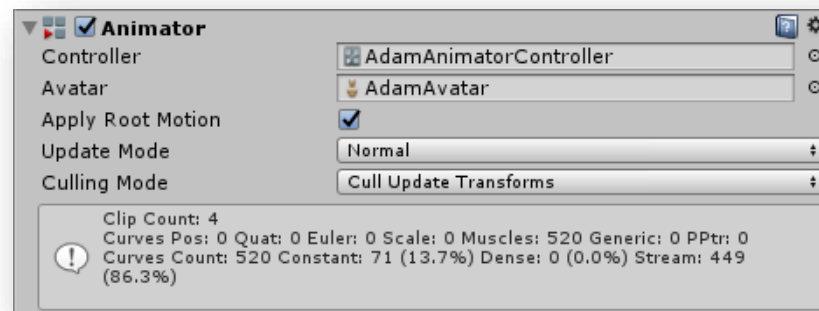 Animator
Controller AdamAnimatorController
Avatar AdamAvatar
Apply Root Motion
Update Mode Normal
Culling Mode Cull Update Transforms
Clip Count: 4
Curves Pos: 0 Quat: 0 Euler: 0 Scale: 0 Muscles: 520 Generic: 0 PPtr: 0
Curves Count: 520 Constant: 71 (13.7%) Dense: 0 (0.0%) Stream: 449
(86.3%)